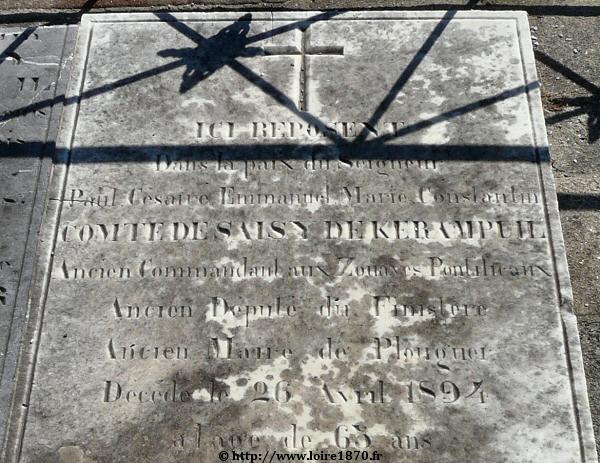 ICI REPOSENT
Dans la paix du Seigneur
Paul Césaire Emmanuel Marie Constantin
COMTE DE SAISY DE KERAMPUIL
Ancien Commandant aux Zouaves Pontificaux
Ancien Député du Finistère
Ancien Maire de Plouguer
Décédé le 26 Avril 1894
à l'age de 65 ans
© http://www.loire1870.fr